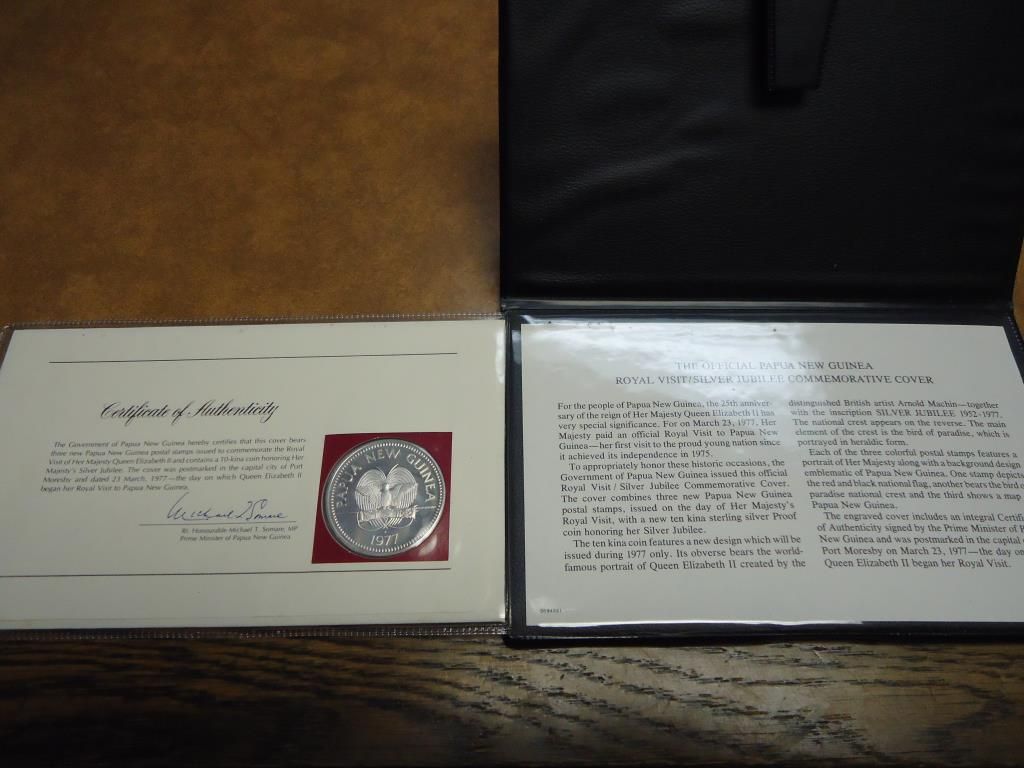 Certificate of Authenticity
The Government of Papua New Guinea hereby certifies that this cover bears
three new Papua New Guinea postal stamps issued to commemorate the Royal
Visit of Her Majesty Queen Elizabeth II and contains a 10-kina coin honoring Her
Majesty's Silver Jubilee. The cover was postmarked in the capital city of Port
Moresby and dated 23 March, 1977—the day on which Queen Elizabeth II
began her Royal Visit to Papua New Guinea.
Michael T Somare
Rt. Honourable Michael T. Somare, MP
Prime Minister of Papua New Guinea
PAPUA NEW GUINEA
1977
THE OFFICIAL PAPUA NEW GUINEA
ROYAL VISIT/SILVER JUBILEE COMMEMORATIVE COVER
For the people of Papua New Guinea, the 25th anniver-
sary of the reign of Her Majesty Queen Elizabeth II has
very special significance. For on March 23, 1977, Her
Majesty paid an official Royal Visit to Papua New
Guinea—her first visit to the proud young nation since
it achieved its independence in 1975.
To appropriately honor these historic occasions, the
Government of Papua New Guinea issued this official
Royal Visit / Silver Jubilee Commemorative Cover.
The cover combines three new Papua New Guinea
postal stamps, issued on the day of Her Majesty's
Royal Visit, with a new ten kina sterling silver Proof
coin honoring her Silver Jubilee.
The ten kina coin features a new design which will be
issued during 1977 only. Its obverse bears the world-
famous portrait of Queen Elizabeth II created by the
distinguished British artist Arnold Machin—together
with the inscription SILVER JUBILEE 1952-1977.
The national crest appears on the reverse. The main
element of the crest is the bird of paradise, which is
portrayed in heraldic form.
Each of the three colorful postal stamps features a
portrait of Her Majesty along with a background design
emblematic of Papua New Guinea. One stamp depicts
the red and black national flag, another bears the bird o
paradise national crest and the third shows a map
Papua New Guinea.
The engraved cover includes an integral Certific
of Authenticity signed by the Prime Minister of P
New Guinea and was postmarked in the capital
Port Moresby on March 23, 1977—the day on
Queen Elizabeth II began her Royal Visit.